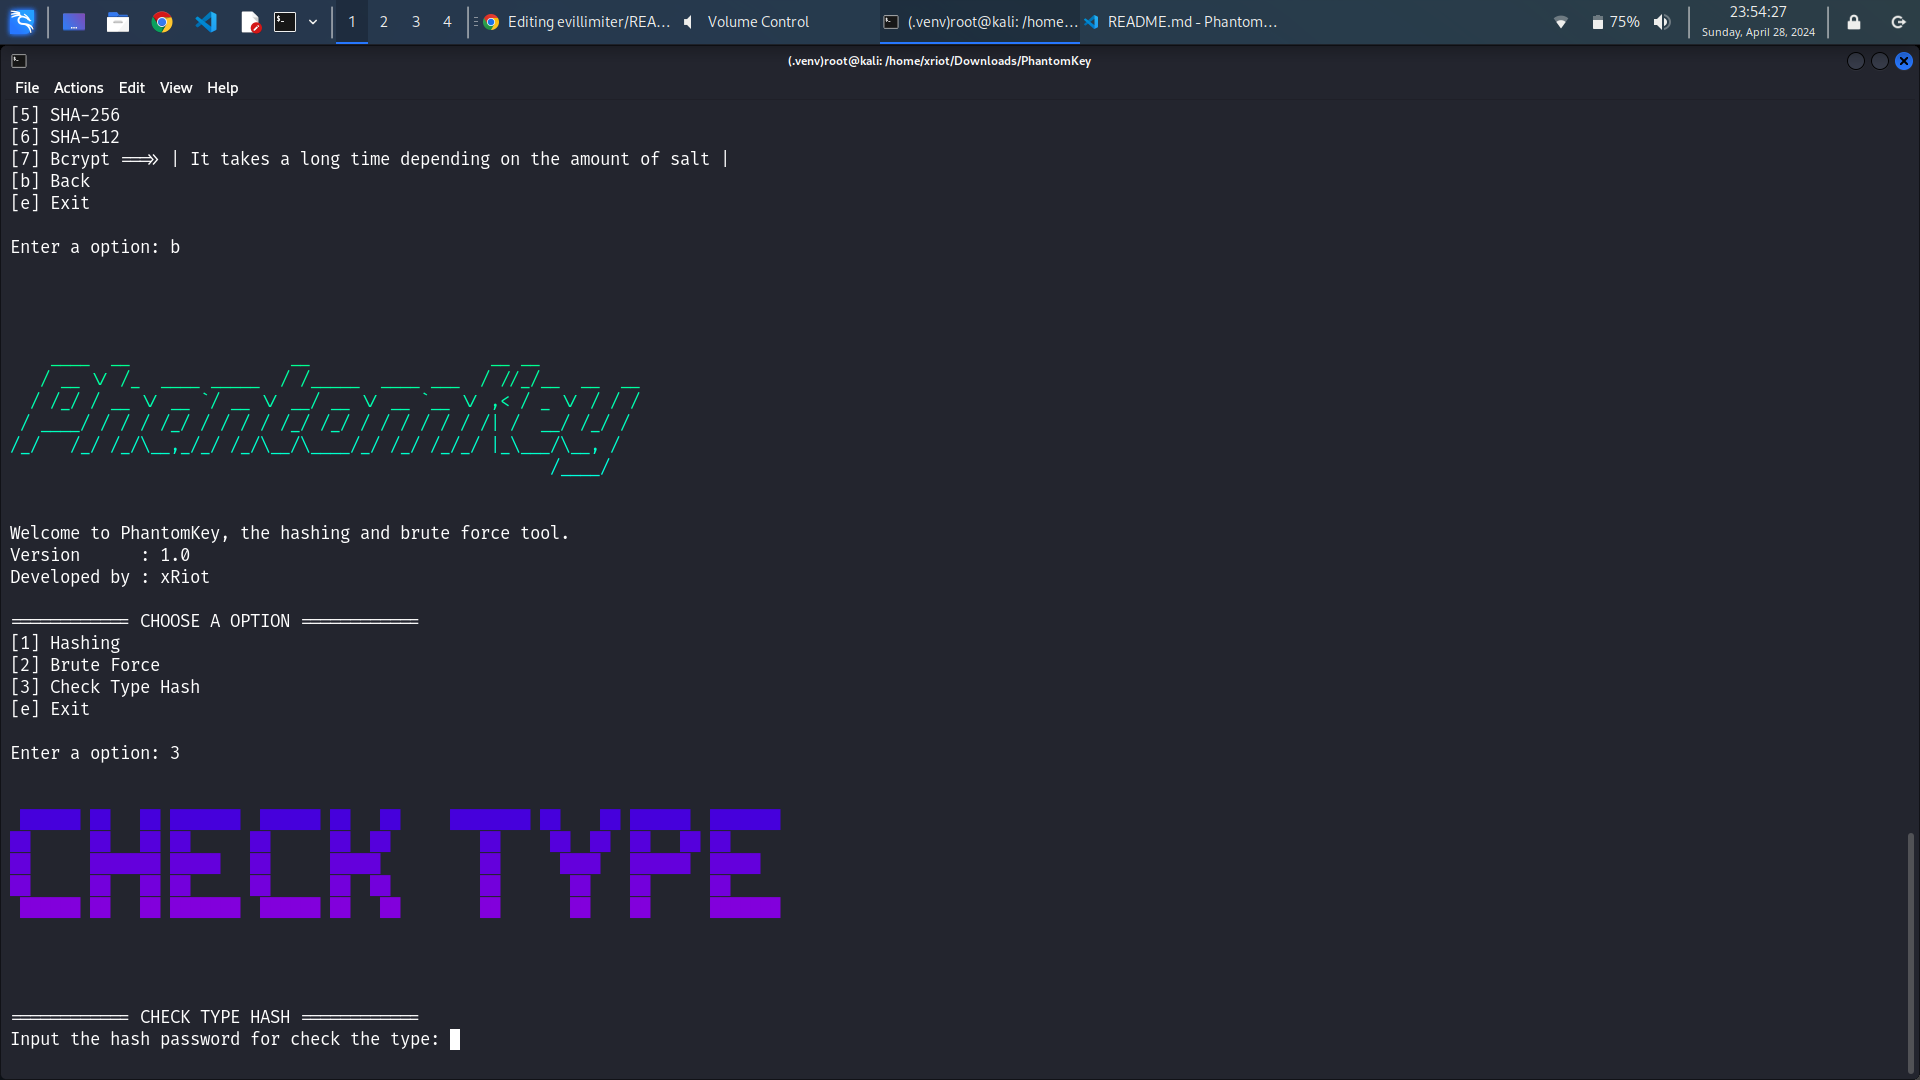 1 2 3 4 Editing evillimiter/REA... Volume Control (.venv)root@kali: /home... README.md - Phantom... 75% 23:54:27
Sunday, April 28, 2024
(.venv)root@kali: /home/xriot/Downloads/PhantomKey
File Actions Edit View Help
[5] SHA-256
[6] SHA-512
[7] Bcrypt ===>> | It takes a long time depending on the amount of salt |
[b] Back
[e] Exit
Enter a option: b
PhantomKey
Welcome to PhantomKey, the hashing and brute force tool.
Version : 1.0
Developed by : xRiot
============ CHOOSE A OPTION ============
[1] Hashing
[2] Brute Force
[3] Check Type Hash
[e] Exit
Enter a option: 3
CHECK TYPE
============ CHECK TYPE HASH ============
Input the hash password for check the type: